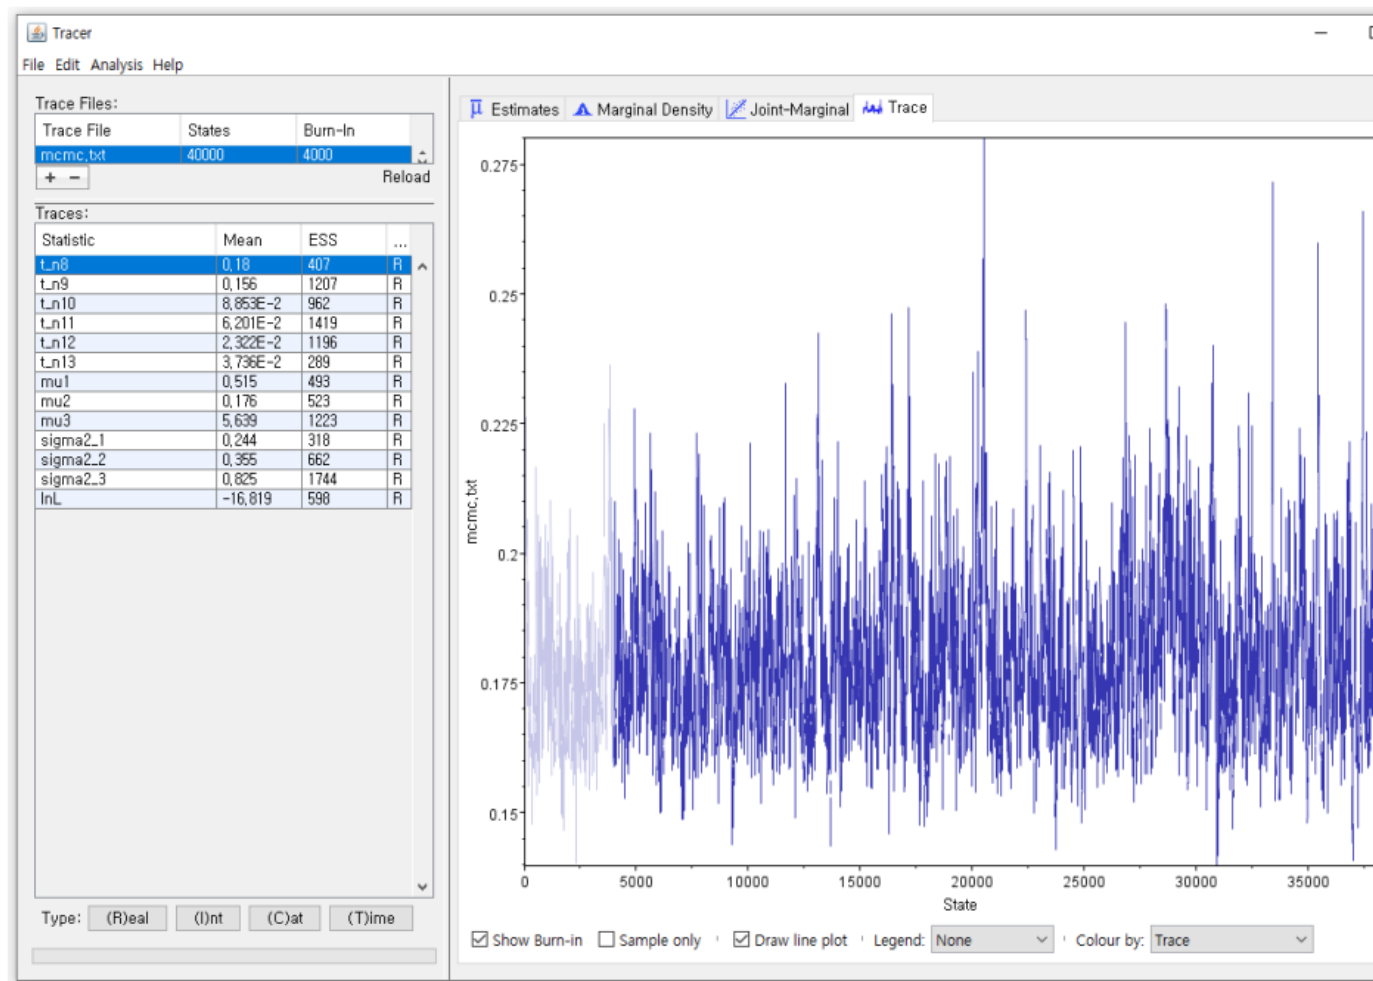 Tracer
File Edit Analysis Help
Trace Files:
Trace File States Burn-In
mcmc,txt 40000 4000
+ − Reload
Traces:
Statistic Mean ESS ...
t_n8 0,18 407 R
t_n9 0,156 1207 R
t_n10 8,853E-2 962 R
t_n11 6,201E-2 1419 R
t_n12 2,322E-2 1196 R
t_n13 3,736E-2 289 R
mu1 0,515 493 R
mu2 0,176 523 R
mu3 5,639 1223 R
sigma2_1 0,244 318 R
sigma2_2 0,355 662 R
sigma2_3 0,825 1744 R
lnL -16,819 598 R
Type: (R)eal (I)nt (C)at (T)ime
Estimates Marginal Density Joint-Marginal Trace
0.275
0.25
0.225
0.2
0.175
0.15
mcmc,txt
0 5000 10000 15000 20000 25000 30000 35000
State
Show Burn-in Sample only Draw line plot Legend: None Colour by: Trace